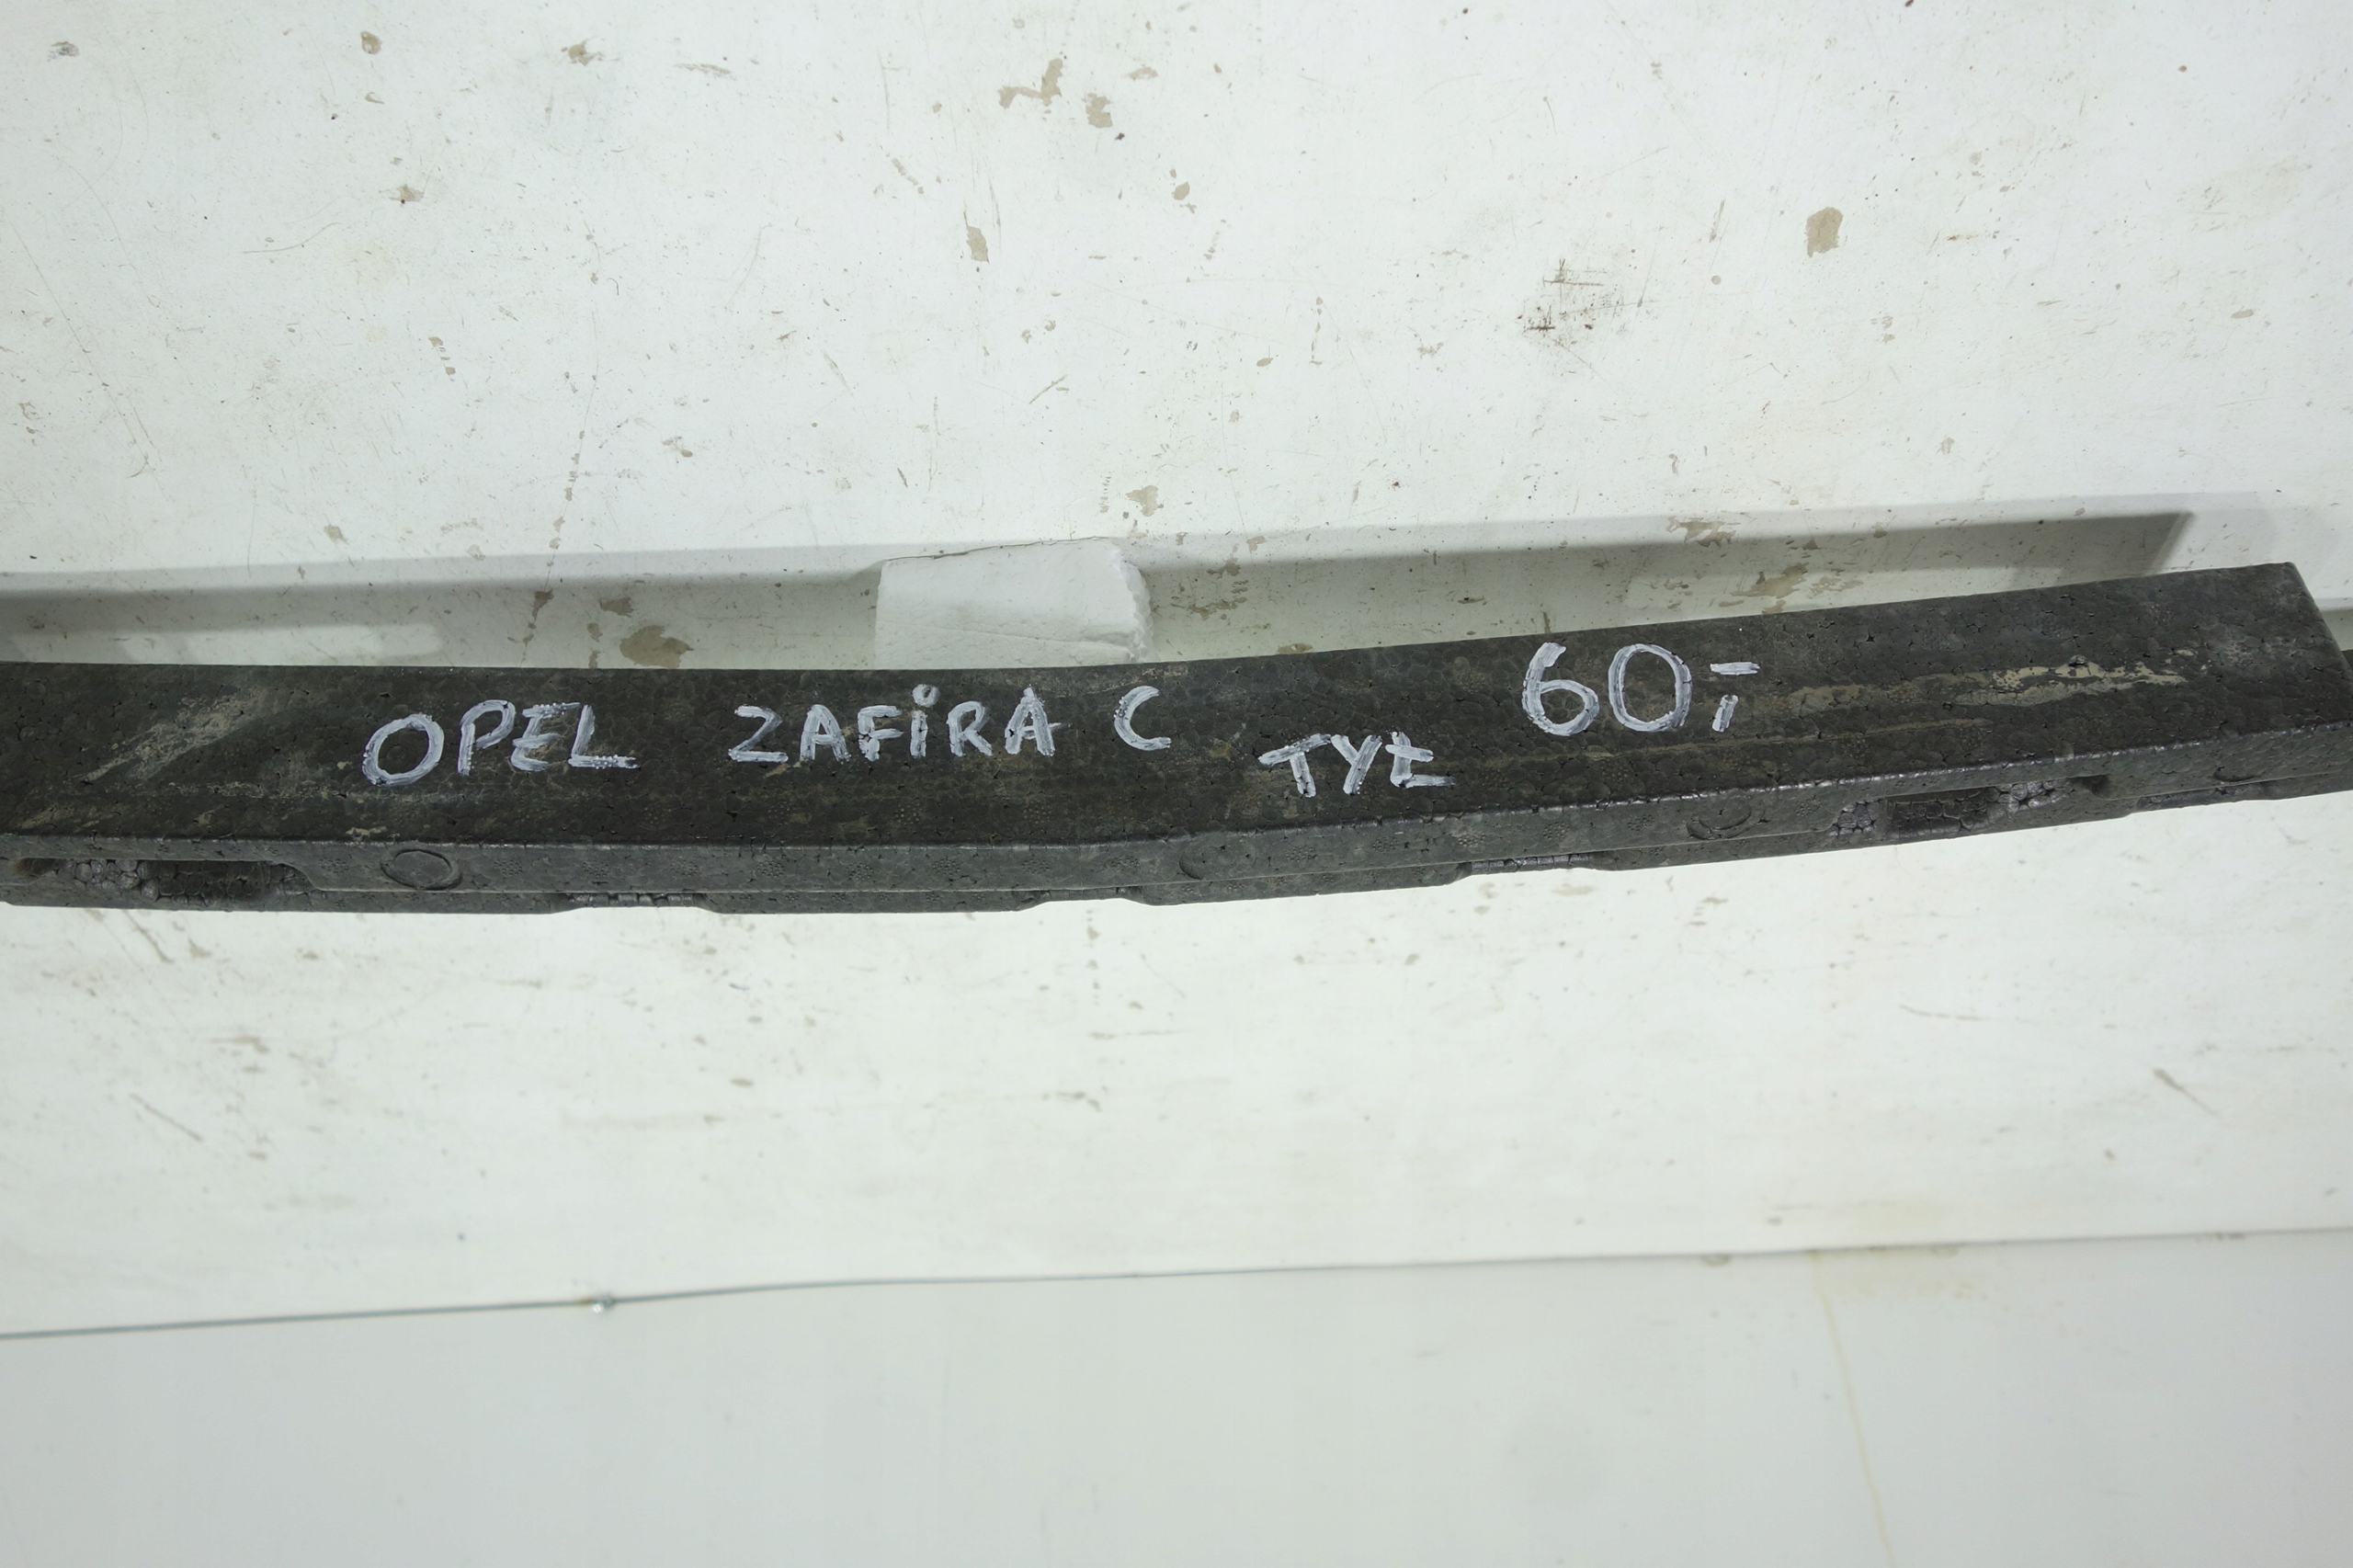 OPEL ZAFiRA C TYŁ 60,-